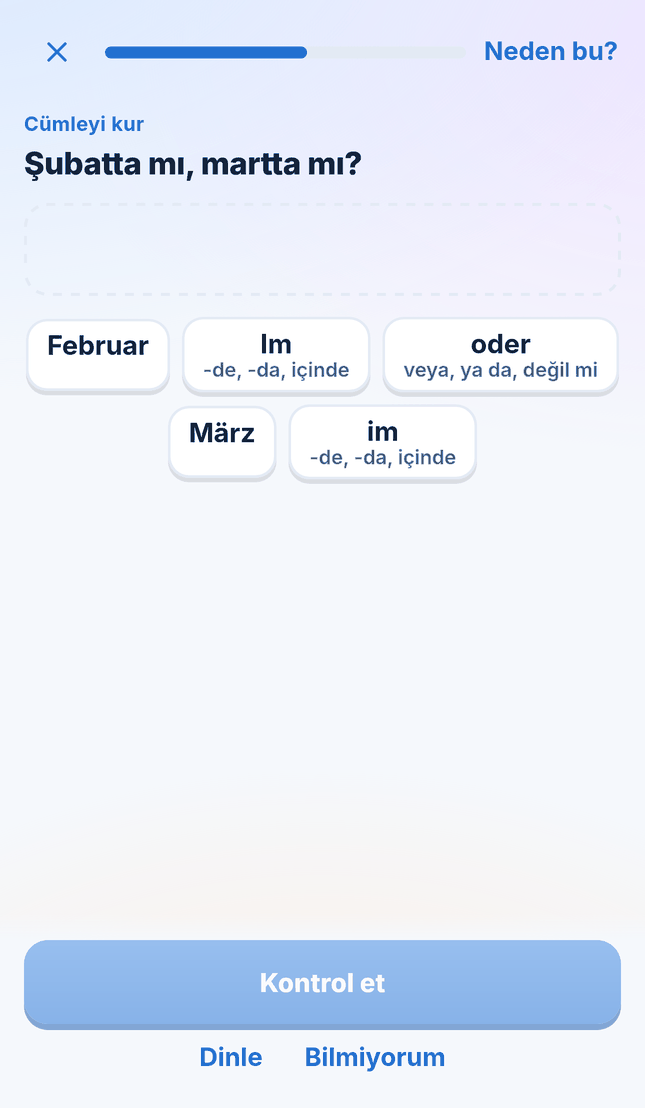 Neden bu?
Cümleyi kur
Şubatta mı, martta mı?
Februar
Im
-de, -da, içinde
oder
veya, ya da, değil mi
März
im
-de, -da, içinde
Kontrol et
Dinle
Bilmiyorum